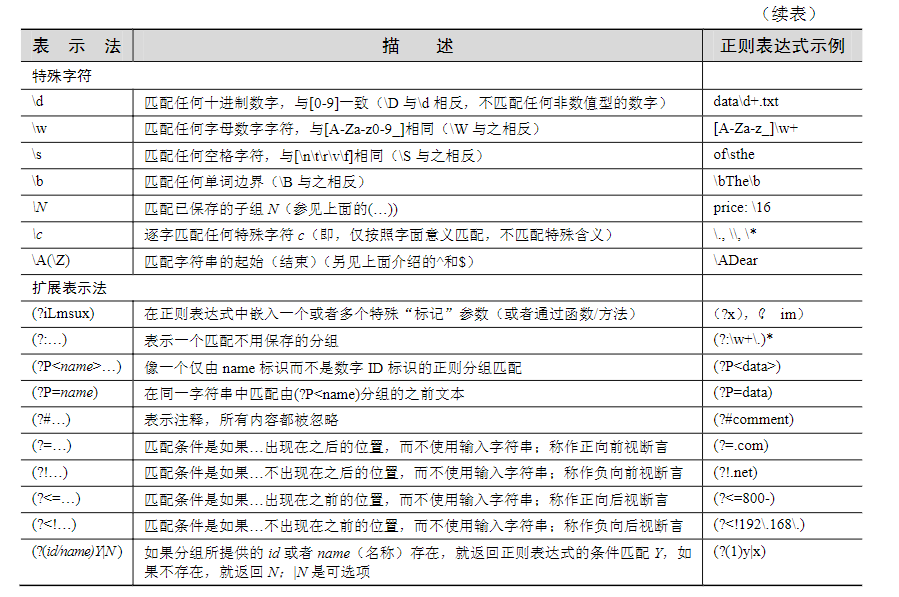 （续表）
表 示 法 描 述 正则表达式示例
特殊字符
\d 匹配任何十进制数字，与[0-9]一致（\D 与\d 相反，不匹配任何非数值型的数字） data\d+.txt
\w 匹配任何字母数字字符，与[A-Za-z0-9_]相同（\W 与之相反） [A-Za-z_]\w+
\s 匹配任何空格字符，与[\n\t\r\v\f]相同（\S 与之相反） of\sthe
\b 匹配任何单词边界（\B 与之相反） \bThe\b
\N 匹配已保存的子组 N（参见上面的(…)) price: \16
\c 逐字匹配任何特殊字符 c（即，仅按照字面意义匹配，不匹配特殊含义） \., \\, \*
\A(\Z) 匹配字符串的起始（结束）（另见上面介绍的^和$） \ADear
扩展表示法
(?iLmsux) 在正则表达式中嵌入一个或者多个特殊“标记”参数（或者通过函数/方法） （?x），（? im）
(?:…) 表示一个匹配不用保存的分组 (?:\w+\.)*
(?P<name>…) 像一个仅由 name 标识而不是数字 ID 标识的正则分组匹配 (?P<data>)
(?P=name) 在同一字符串中匹配由(?P<name)分组的之前文本 (?P=data)
(?#…) 表示注释，所有内容都被忽略 (?#comment)
(?=…) 匹配条件是如果…出现在之后的位置，而不使用输入字符串；称作正向前视断言 (?=.com)
(?!…) 匹配条件是如果…不出现在之后的位置，而不使用输入字符串；称作负向前视断言 (?!.net)
(?<=…) 匹配条件是如果…出现在之前的位置，而不使用输入字符串；称作正向后视断言 (?<=800-)
(?<!…) 匹配条件是如果…不出现在之前的位置，而不使用输入字符串；称作负向后视断言 (?<!192\.168\.)
(?(id/name)Y|N) 如果分组所提供的 id 或者 name（名称）存在，就返回正则表达式的条件匹配 Y，如 (?(1)y|x)
果不存在，就返回 N；|N 是可选项